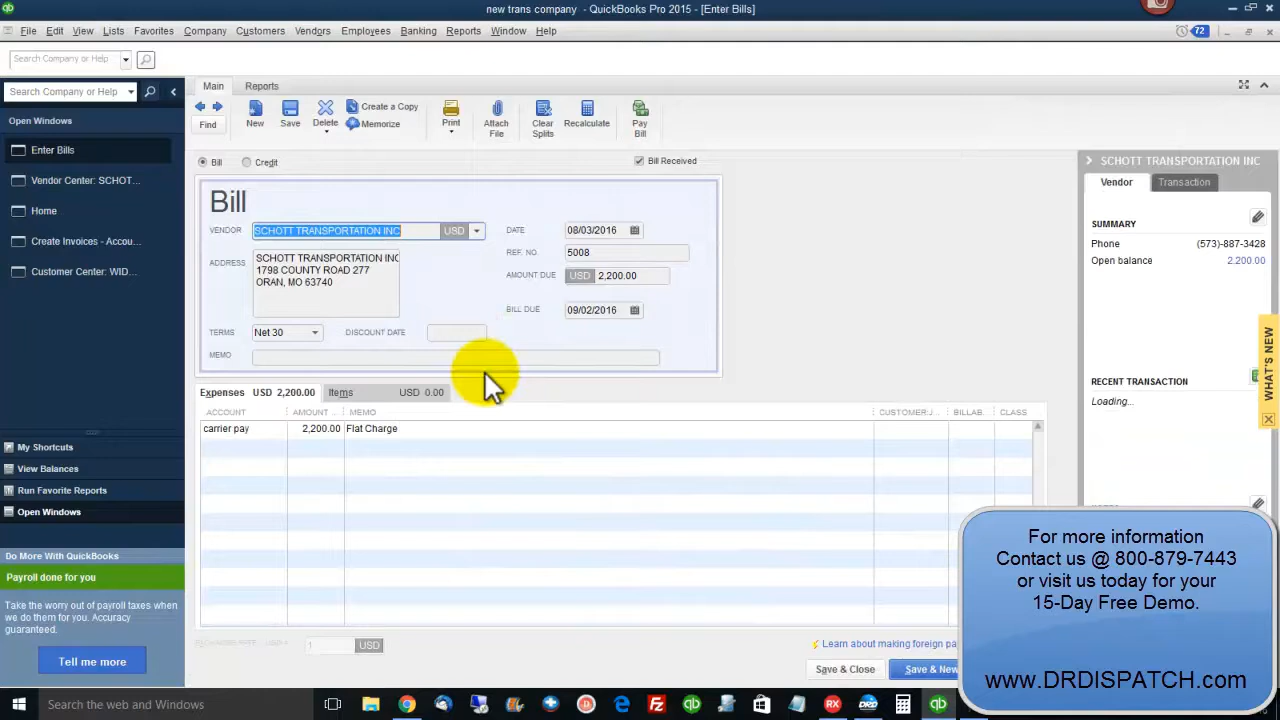 new trans company - QuickBooks Pro 2015 - [Enter Bills]
File Edit View Lists Favorites Company Customers Vendors Employees Banking Reports Window Help
72
Search Company or Help
Search Company or Help
Open Windows
Enter Bills
Vendor Center: SCHOT...
Home
Create Invoices - Accou...
Customer Center: WID...
My Shortcuts
View Balances
Run Favorite Reports
Open Windows
Do More With QuickBooks
Payroll done for you
Take the worry out of payroll taxes when
we do them for you. Accuracy
guaranteed.
Tell me more
Main Reports
Find
New
Save
Delete
Create a Copy
Memorize
Print
Attach
File
Clear
Splits
Recalculate
Pay
Bill
Bill Credit Bill Received
Bill
VENDOR SCHOTT TRANSPORTATION INC USD
DATE 08/03/2016
REF. NO. 5008
ADDRESS SCHOTT TRANSPORTATION INC
1798 COUNTY ROAD 277
ORAN, MO 63740
AMOUNT DUE USD 2,200.00
BILL DUE 09/02/2016
TERMS Net 30 DISCOUNT DATE
MEMO
Expenses USD 2,200.00 Items USD 0.00
ACCOUNT AMOUNT MEMO CUSTOMER:J... BILLAB... CLASS
carrier pay 2,200.00 Flat Charge
1 USD
Learn about making foreign pa
Save & Close Save & New
SCHOTT TRANSPORTATION INC
Vendor Transaction
SUMMARY
Phone (573)-887-3428
Open balance 2,200.00
RECENT TRANSACTION
Loading...
WHAT'S NEW
For more information
Contact us @ 800-879-7443
or visit us today for your
15-Day Free Demo.
www.DRDISPATCH.com
Search the web and Windows